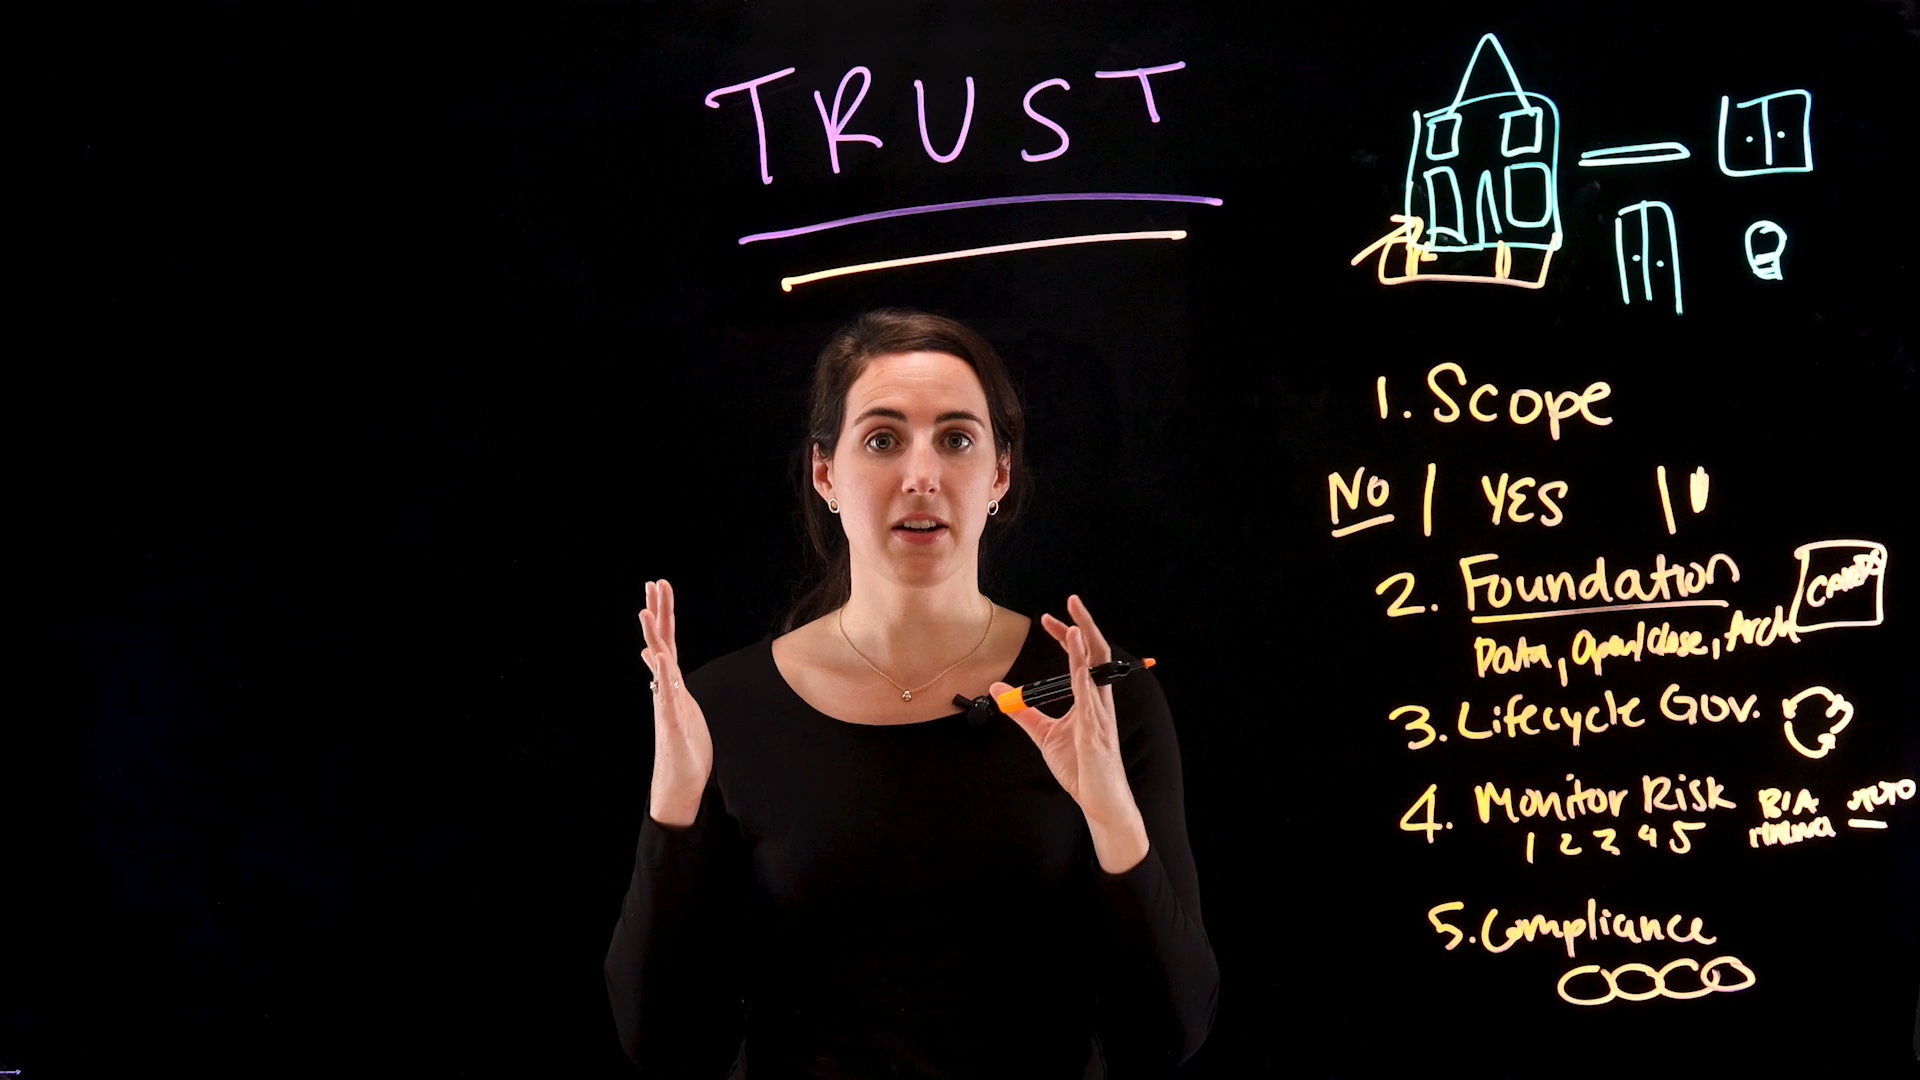 TRUST
1. Scope
NO | YES |
2. Foundation
Data, Open/close, Arch
3. Lifecycle Gov.
4. Monitor Risk
1 2 3 4 5
5. Compliance